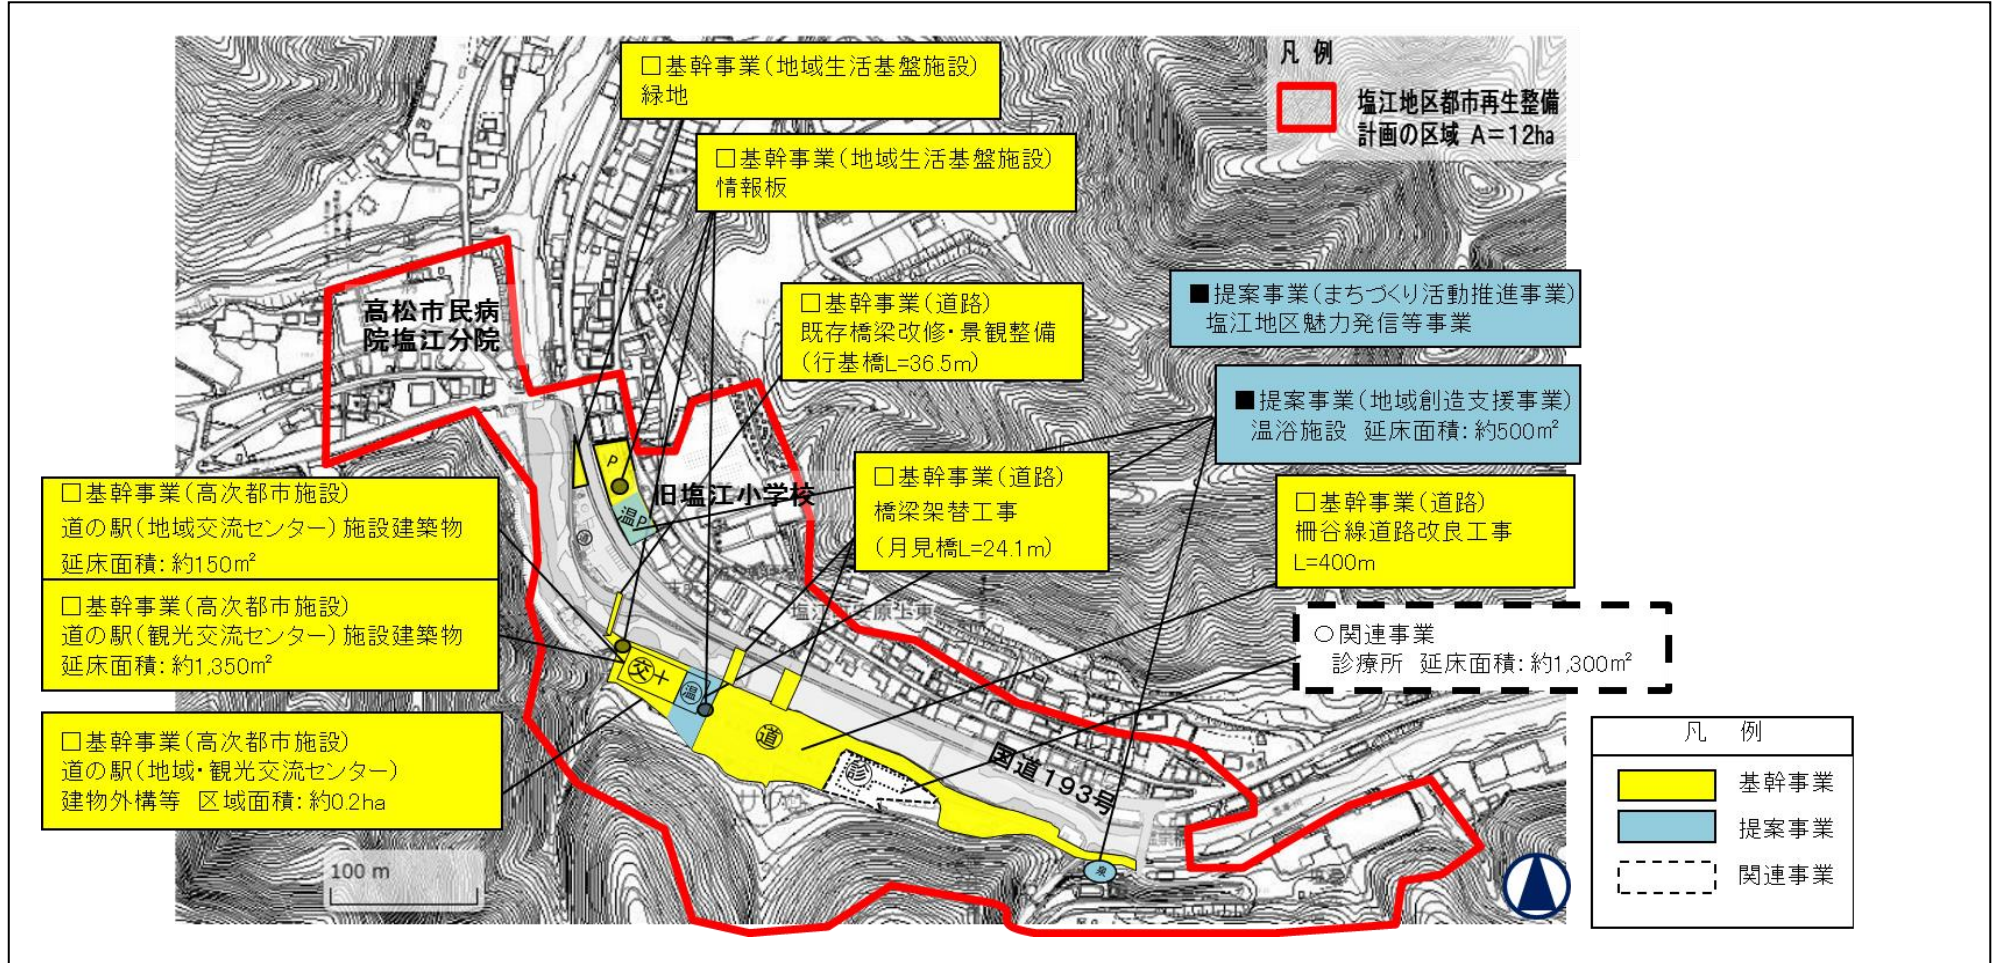 □基幹事業(地域生活基盤施設)
緑地
□基幹事業(地域生活基盤施設)
情報板
凡 例
塩江地区都市再生整備
計画の区域 A=12ha
高松市民病
院塩江分院
□基幹事業(道路)
既存橋梁改修・景観整備
(行基橋L=36.5m)
■提案事業(まちづくり活動推進事業)
塩江地区魅力発信等事業
■提案事業(地域創造支援事業)
温浴施設 延床面積:約500㎡
□基幹事業(高次都市施設)
道の駅(地域交流センター)施設建築物
延床面積:約150㎡
□基幹事業(高次都市施設)
道の駅(観光交流センター)施設建築物
延床面積:約1,350㎡
□基幹事業(高次都市施設)
道の駅(地域・観光交流センター)
建物外構等 区域面積:約0.2ha
P
温P
旧塩江小学校
□基幹事業(道路)
橋梁架替工事
(月見橋L=24.1m)
□基幹事業(道路)
柵谷線道路改良工事
L=400m
○関連事業
診療所 延床面積:約1,300㎡
交
温
道
診
国道193号
泉
100 m
凡 例
基幹事業
提案事業
関連事業